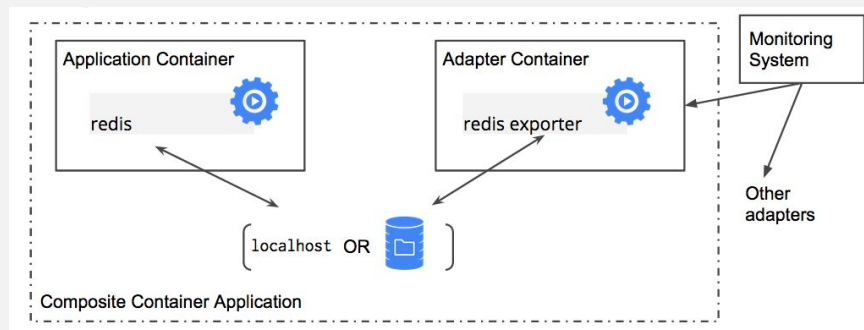 Application Container
redis
Adapter Container
redis exporter
Monitoring
System
Other
adapters
[localhost OR ]
Composite Container Application